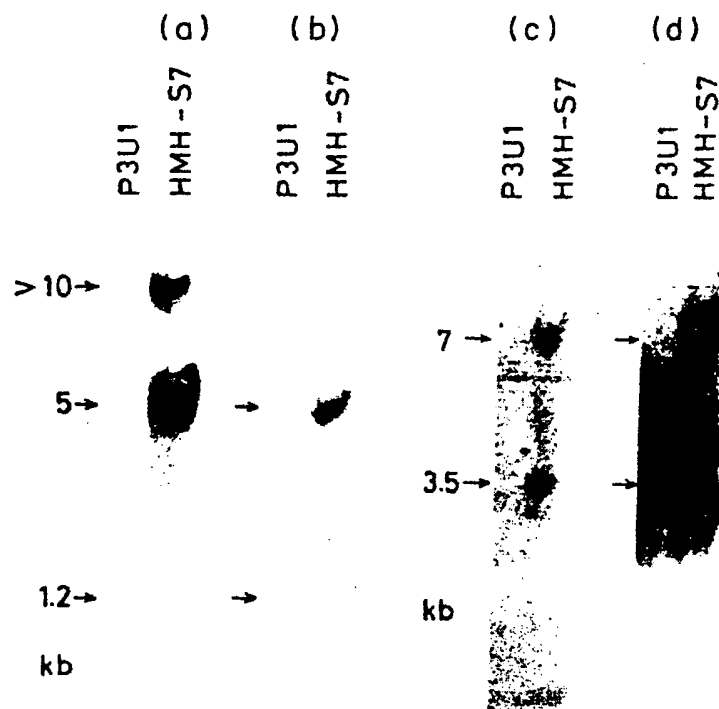 (a) (b) (c) (d)
P3U1 HMH-S7 P3U1 HMH-S7 P3U1 HMH-S7 P3U1 HMH-S7
> 10→
7→ →
5→ →
3.5→ →
1.2→ →
kb
kb